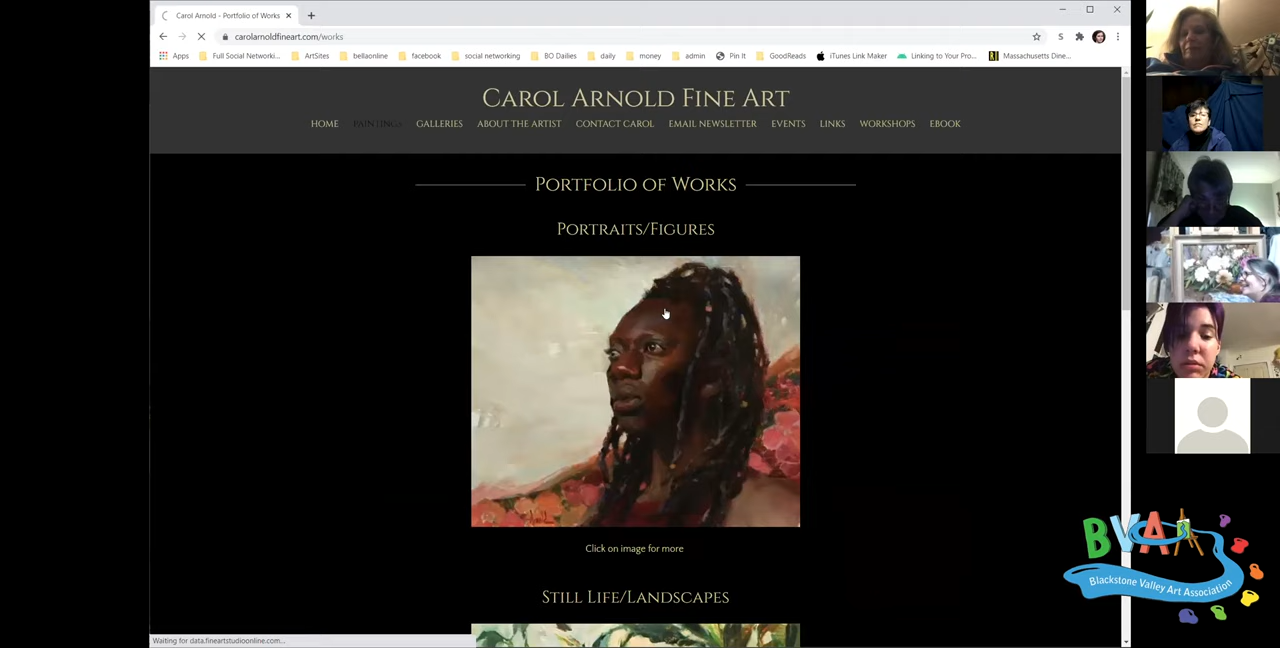 Carol Arnold - Portfolio of Works
carolarnoldfineart.com/works
Apps Full Social Networki... ArtSites bellaonline facebook social networking BO Dailies daily money admin Pin It GoodReads iTunes Link Maker Linking to Your Pro... Massachusetts Dine...
CAROL ARNOLD FINE ART
HOME PAINTINGS GALLERIES ABOUT THE ARTIST CONTACT CAROL EMAIL NEWSLETTER EVENTS LINKS WORKSHOPS EBOOK
PORTFOLIO OF WORKS
PORTRAITS/FIGURES
Click on image for more
STILL LIFE/LANDSCAPES
Waiting for data.fineartstudioonline.com...
BVAA
Blackstone Valley Art Association